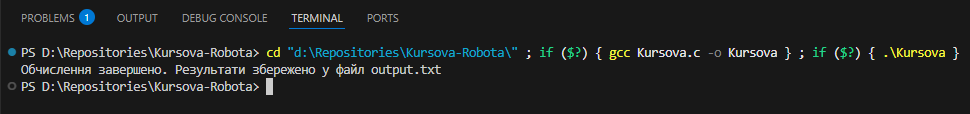 PROBLEMS 1 OUTPUT DEBUG CONSOLE TERMINAL PORTS
PS D:\Repositories\Kursova-Robota> cd "d:\Repositories\Kursova-Robota\" ; if ($?) { gcc Kursova.c -o Kursova } ; if ($?) { .\Kursova }
Обчислення завершено. Результати збережено у файл output.txt
PS D:\Repositories\Kursova-Robota>